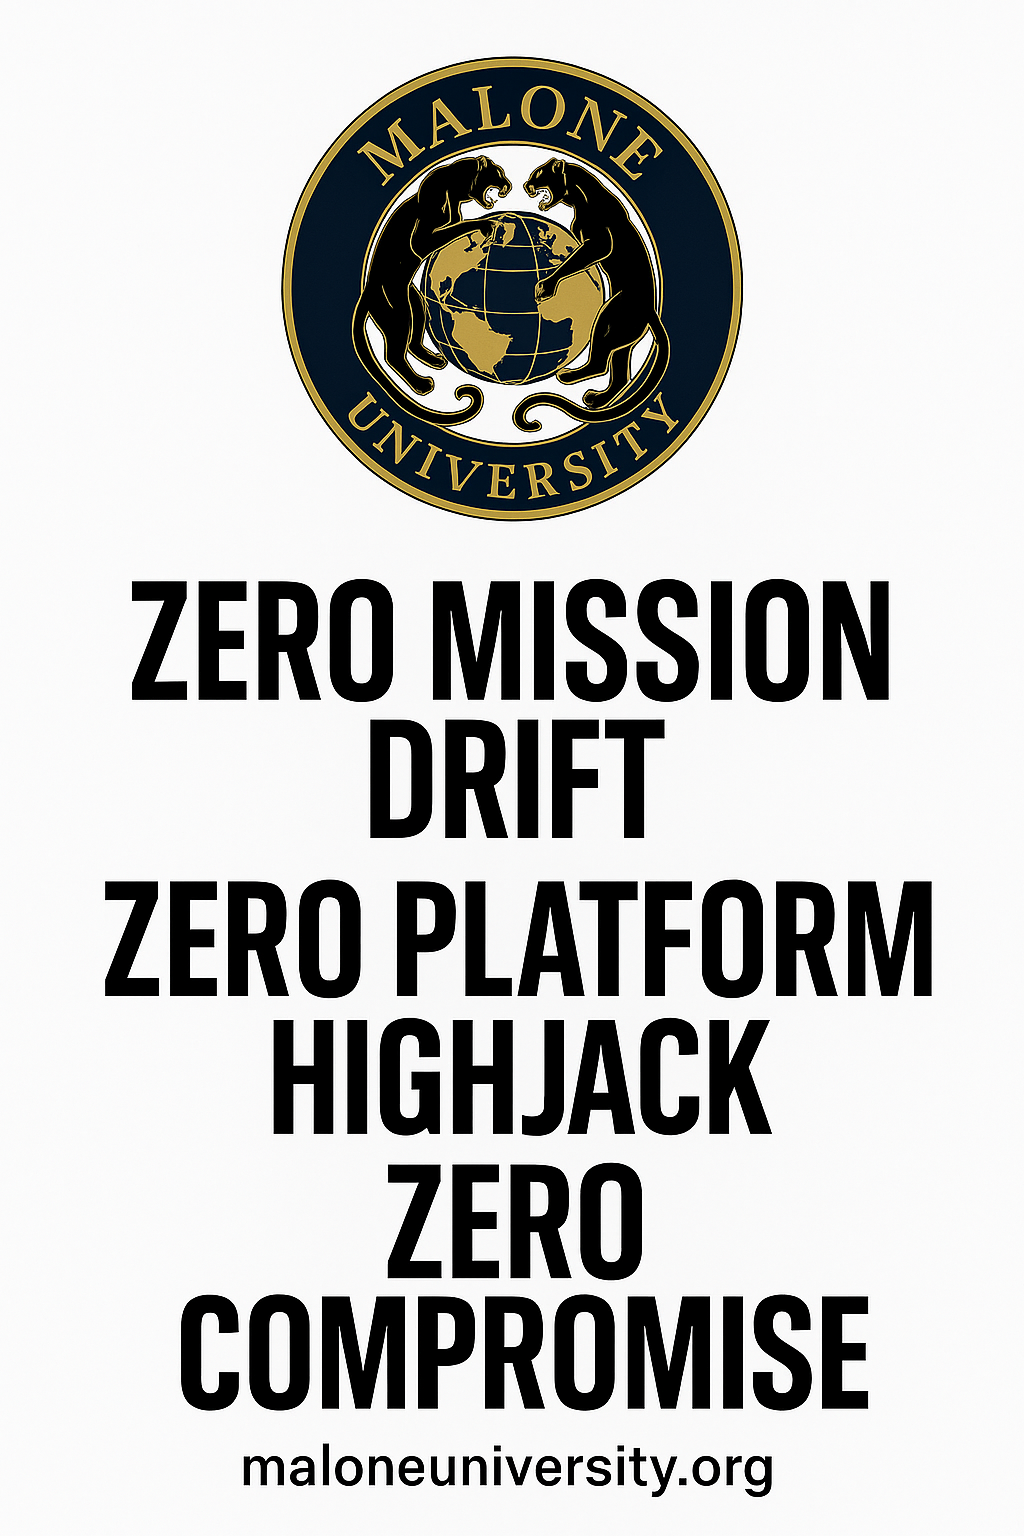 MALONE
UNIVERSITY
ZERO MISSION
DRIFT
ZERO PLATFORM
HIGHJACK
ZERO
COMPROMISE
maloneuniversity.org